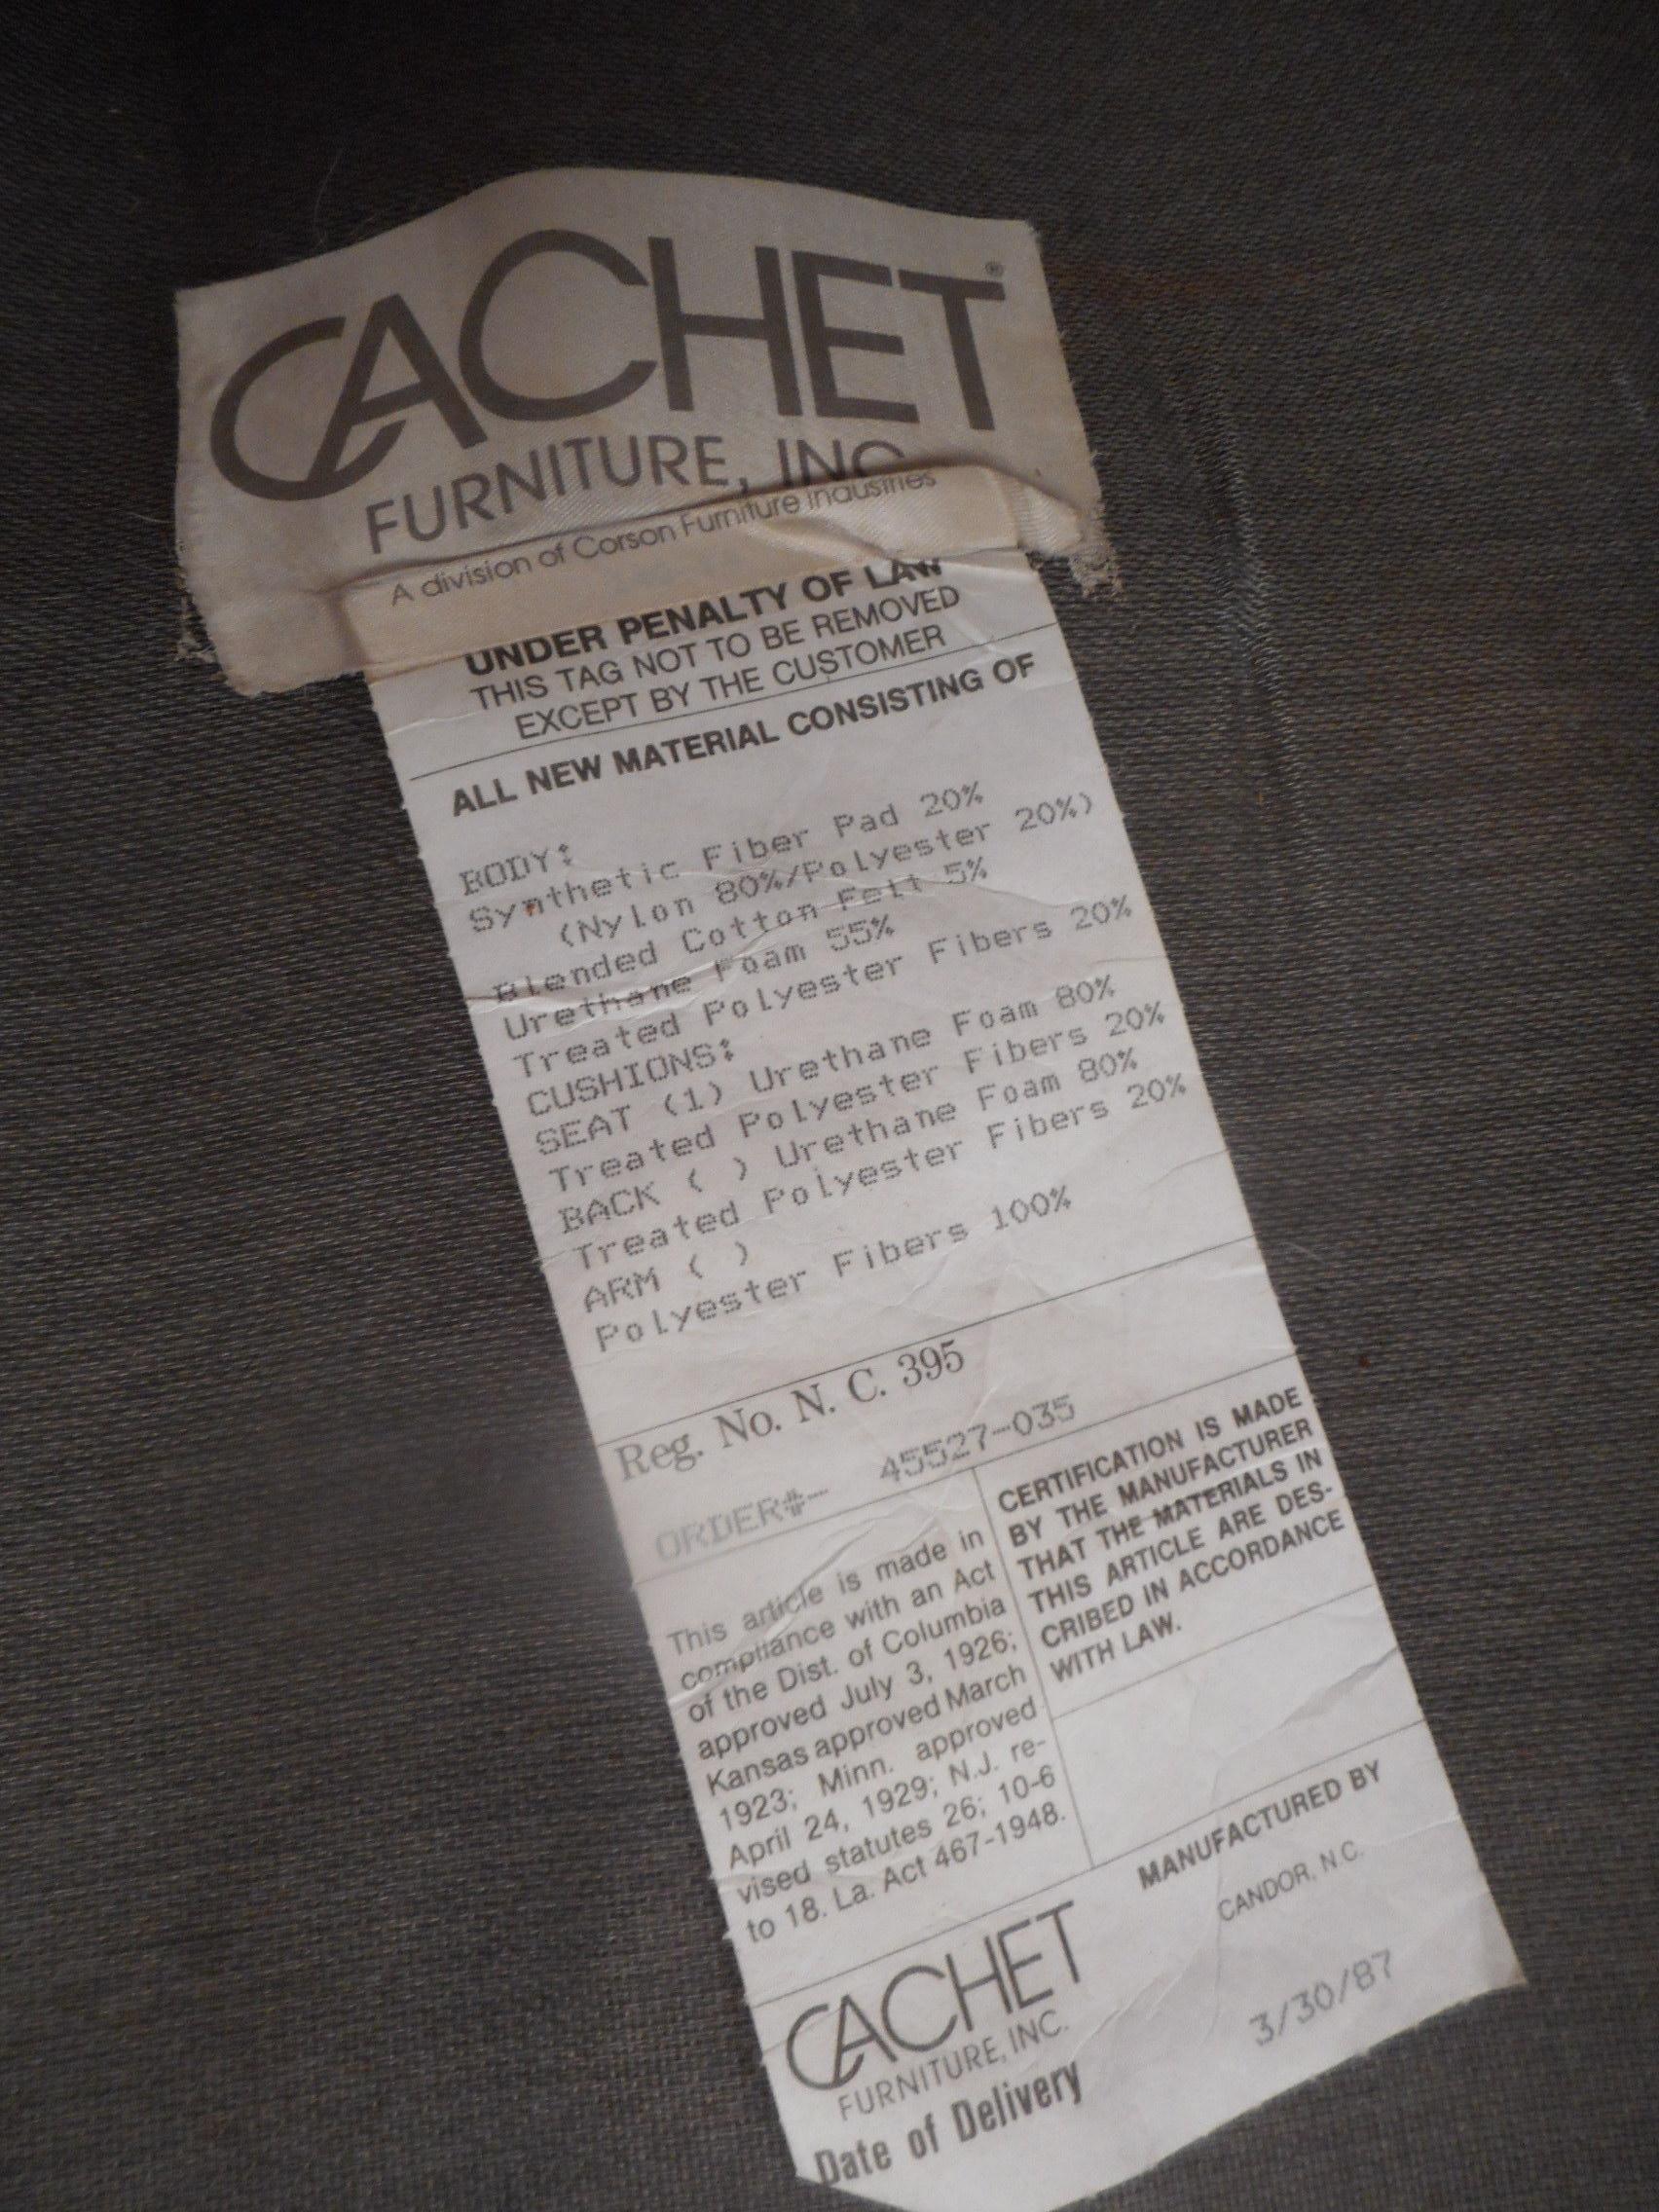 CACHET®
FURNITURE, INC.
A division of Corson Furniture Industries
UNDER PENALTY OF LAW
THIS TAG NOT TO BE REMOVED
EXCEPT BY THE CUSTOMER
ALL NEW MATERIAL CONSISTING OF
BODY:
Synthetic Fiber Pad 20%
(Nylon 80%/Polyester 20%)
Blended Cotton Felt 5%
Urethane Foam 55%
Treated Polyester Fibers 20%
CUSHIONS:
SEAT (1) Urethane Foam 80%
Treated Polyester Fibers 20%
BACK ( ) Urethane Foam 80%
Treated Polyester Fibers 20%
ARM ( )
Polyester Fibers 100%
Reg. No. N. C. 395
ORDER#- 45527-035
This article is made in
compliance with an Act
of the Dist. of Columbia
approved July 3, 1926;
Kansas approved March
1923; Minn. approved
April 24, 1929; N.J. re-
vised statutes 26; 10-6
to 18. La. Act 467-1948.
CERTIFICATION IS MADE
BY THE MANUFACTURER
THAT THE MATERIALS IN
THIS ARTICLE ARE DES-
CRIBED IN ACCORDANCE
WITH LAW.
MANUFACTURED BY
CACHET
FURNITURE, INC.
CANDOR, N.C.
Date of Delivery 3/30/87